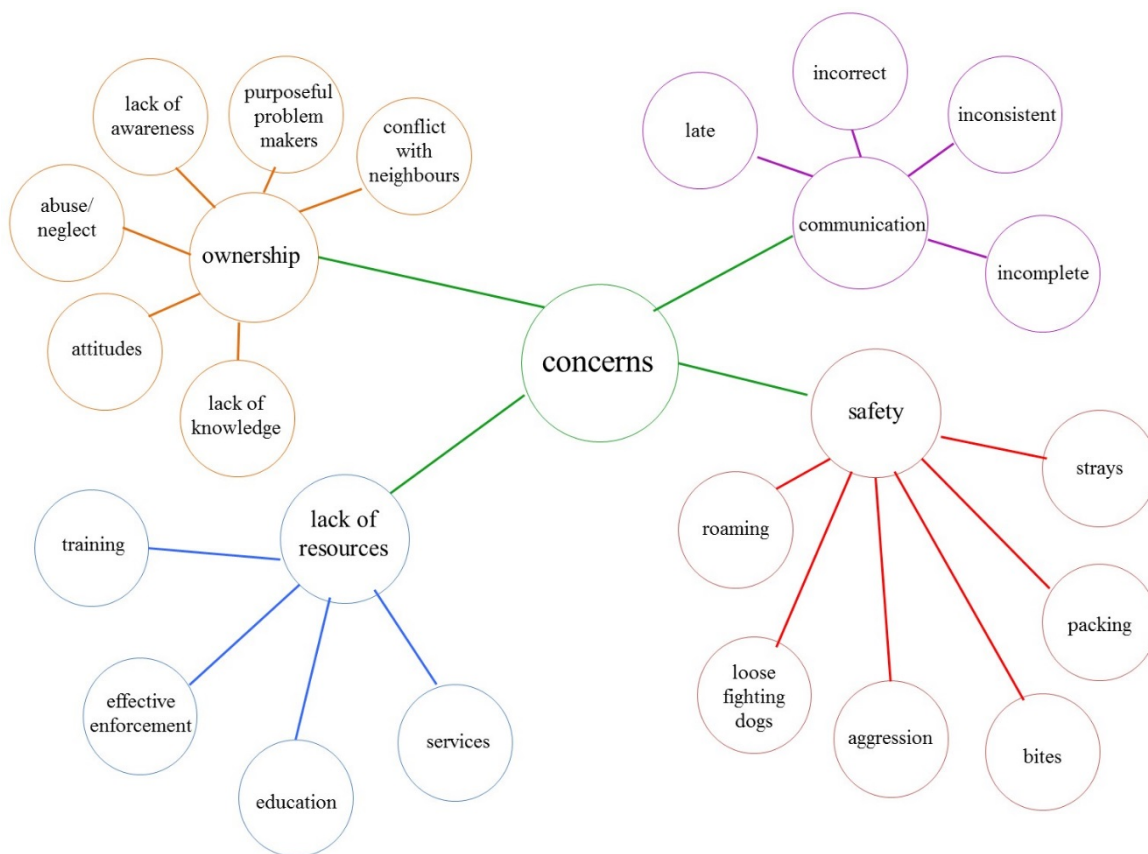 concerns
ownership
lack of
awareness
purposeful
problem
makers
conflict
with
neighbours
abuse/
neglect
attitudes
lack of
knowledge
communication
late
incorrect
inconsistent
incomplete
lack of
resources
training
effective
enforcement
education
services
safety
roaming
loose
fighting
dogs
aggression
bites
packing
strays